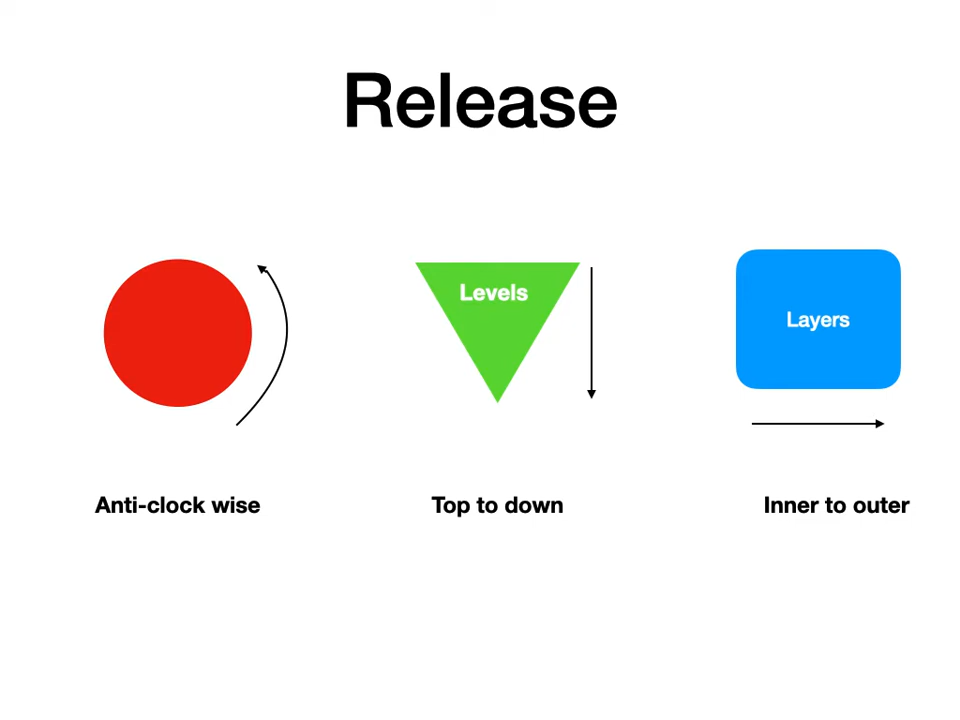 Release
Levels
Layers
Anti-clock wise
Top to down
Inner to outer